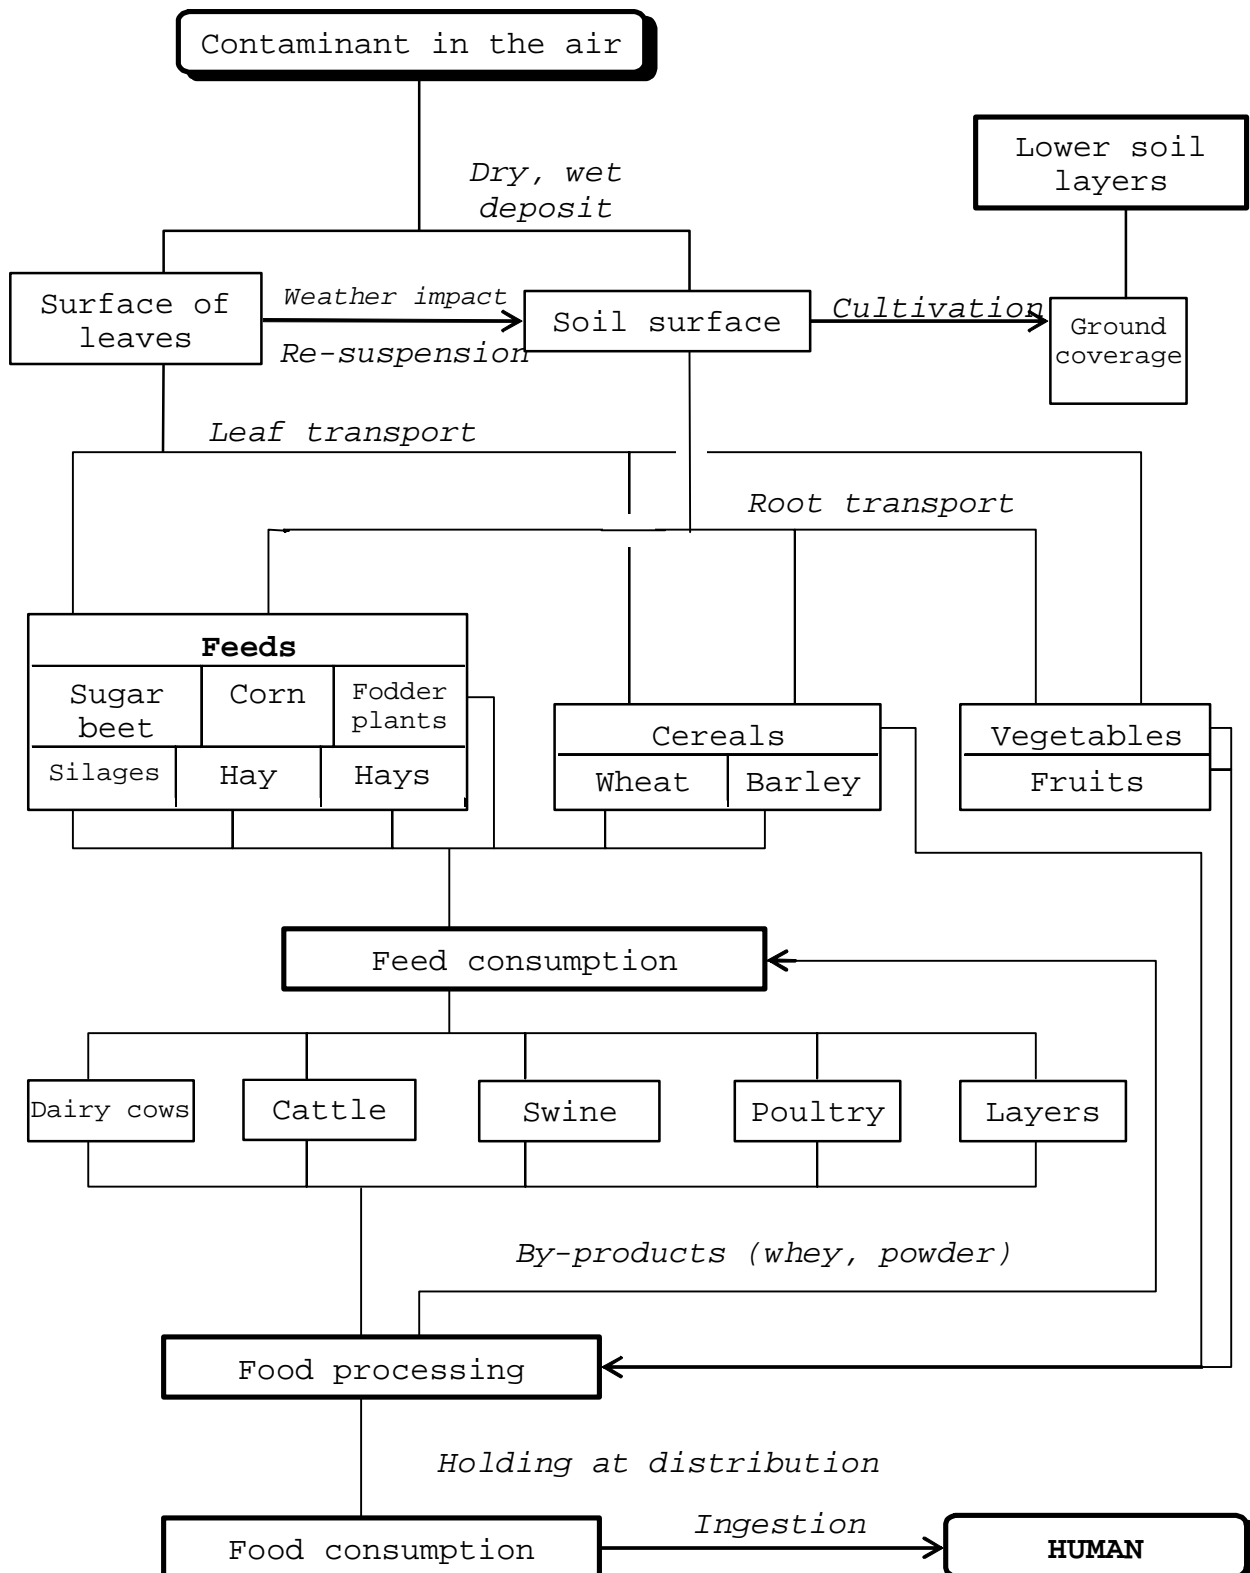 Contaminant in the air
Lower soil
layers
Dry, wet
deposit
Surface of
leaves
Weather impact
Re-suspension
Soil surface
Cultivation
Ground
coverage
Leaf transport
Root transport
Feeds
Sugar
beet
Corn
Fodder
plants
Silages
Hay
Hays
Cereals
Wheat
Barley
Vegetables
Fruits
Feed consumption
Dairy cows
Cattle
Swine
Poultry
Layers
By-products (whey, powder)
Food processing
Holding at distribution
Food consumption
Ingestion
HUMAN